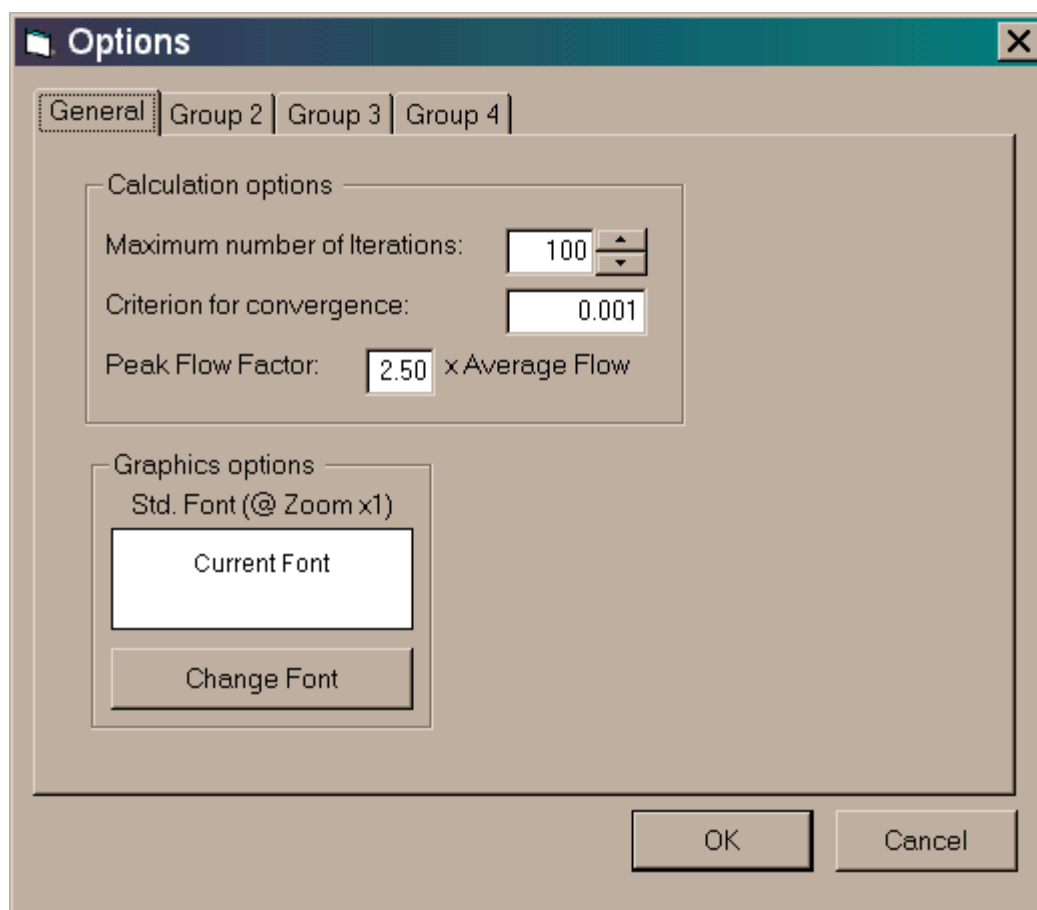 Options
General Group 2 Group 3 Group 4
Calculation options
Maximum number of Iterations: 100
Criterion for convergence: 0.001
Peak Flow Factor: 2.50 x Average Flow
Graphics options
Std. Font (@ Zoom x1)
Current Font
Change Font
OK Cancel